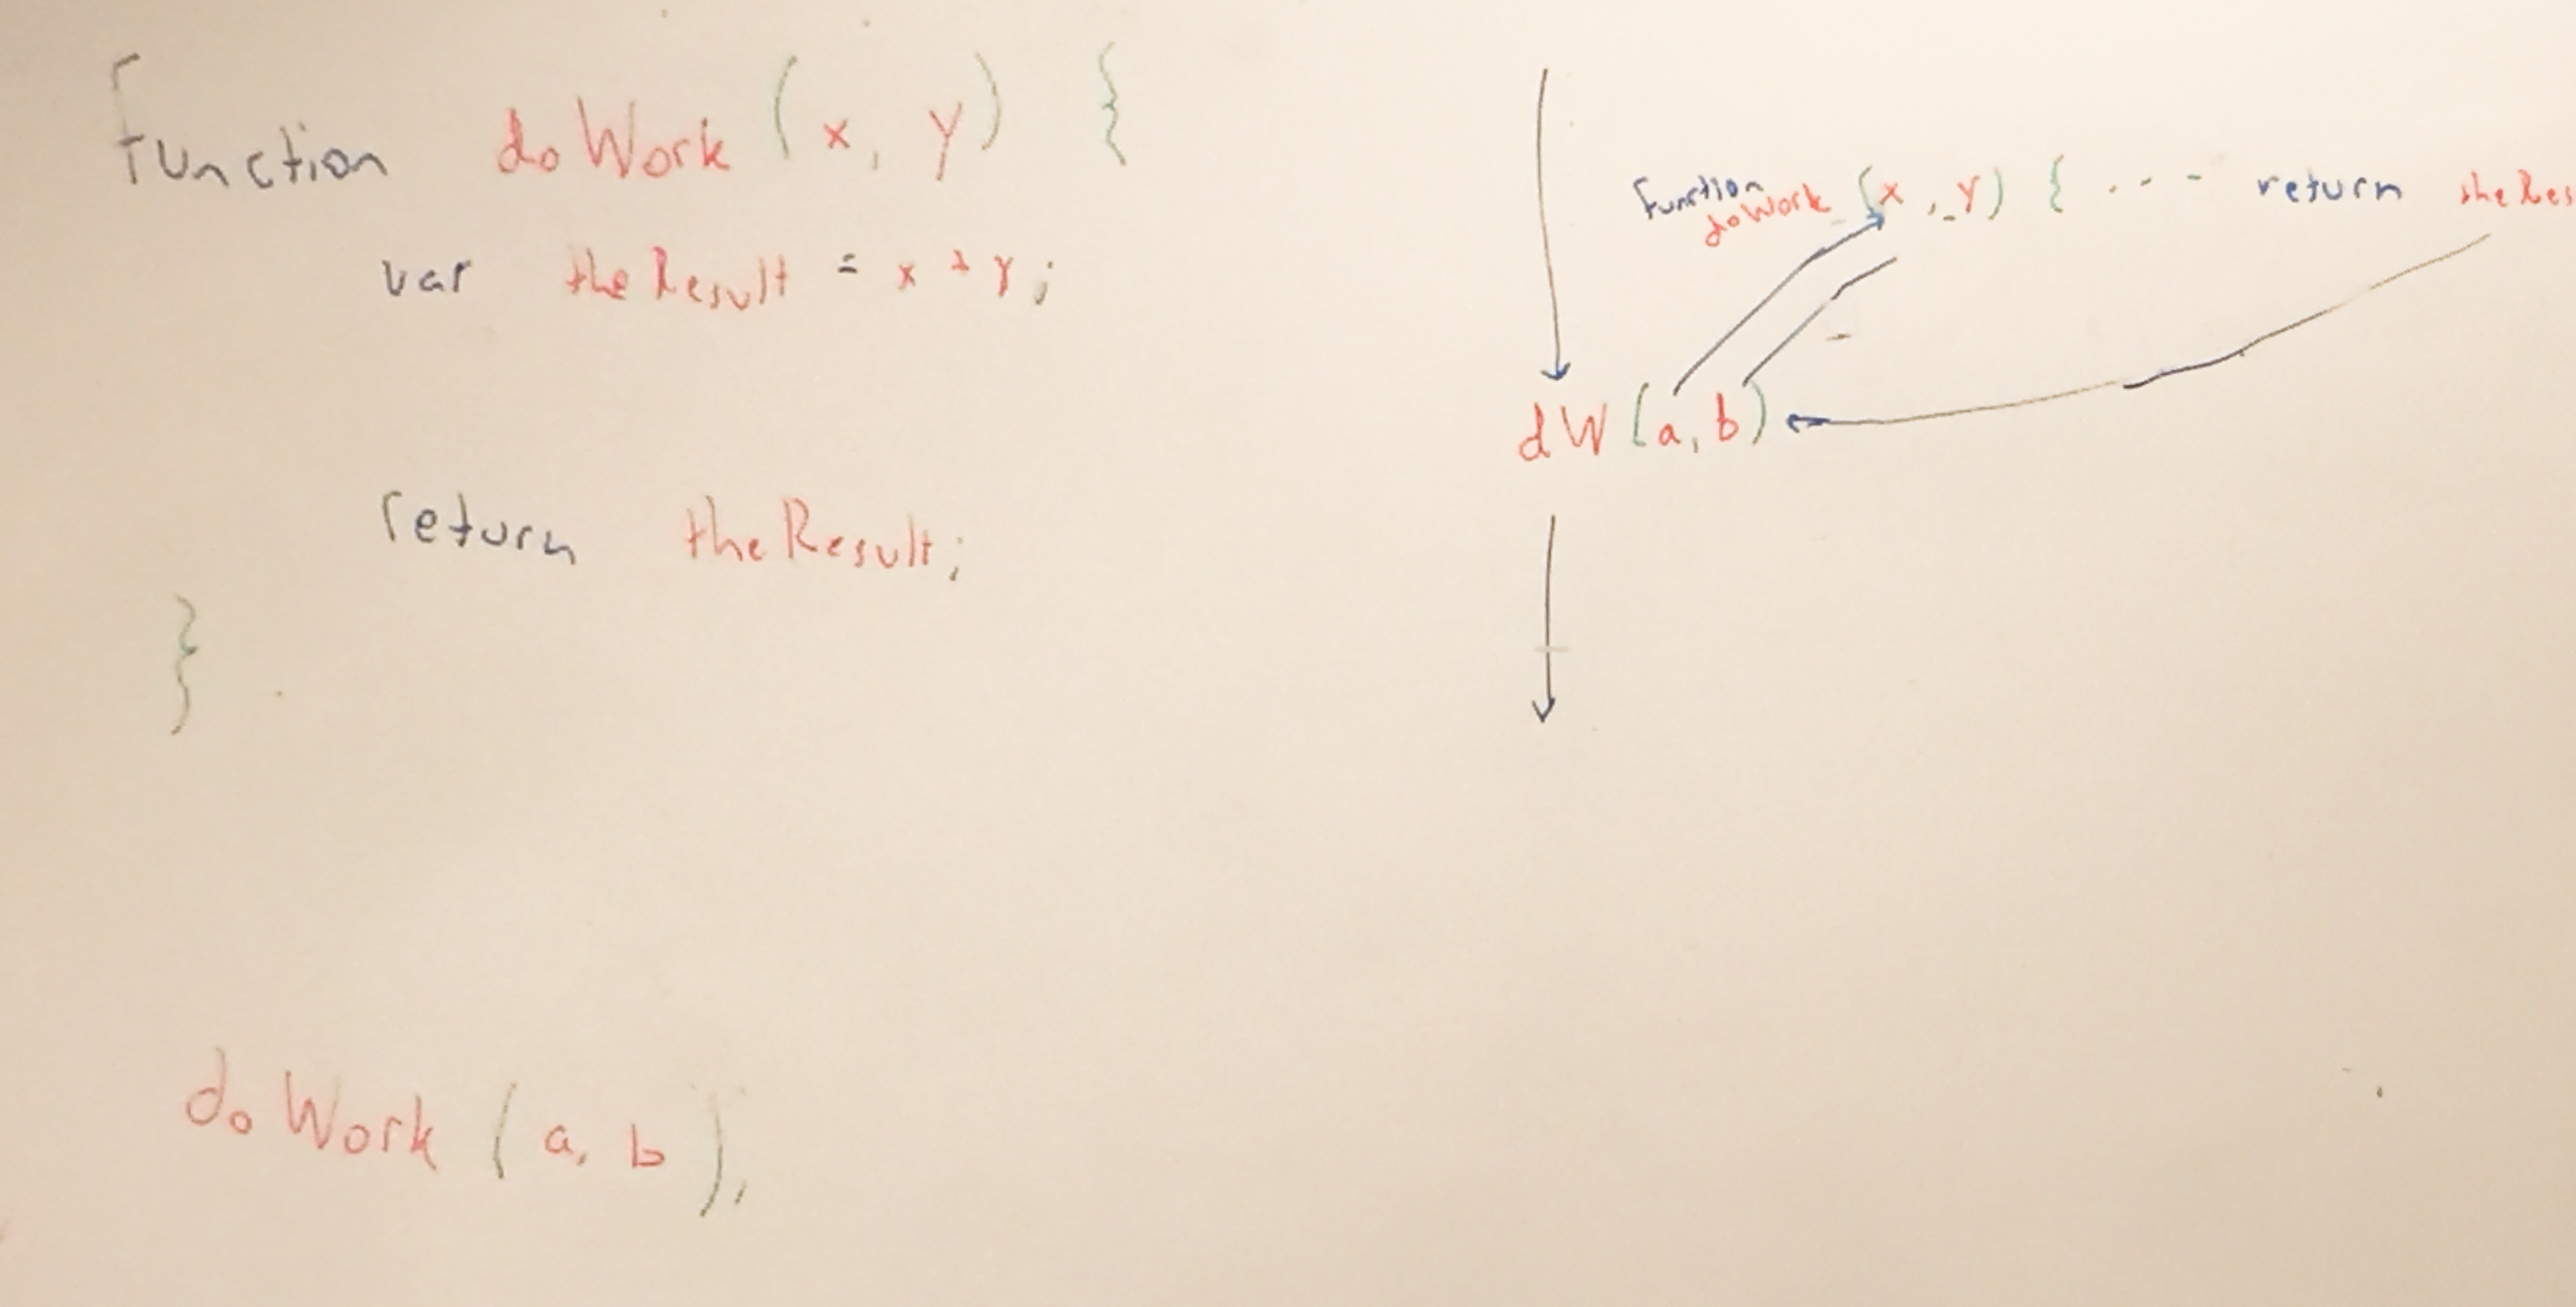 function doWork (x, y) {
var theResult = x + y;
return theResult;
}
doWork (a, b);
function doWork (x, y) { ... return theRes
dW (a, b)